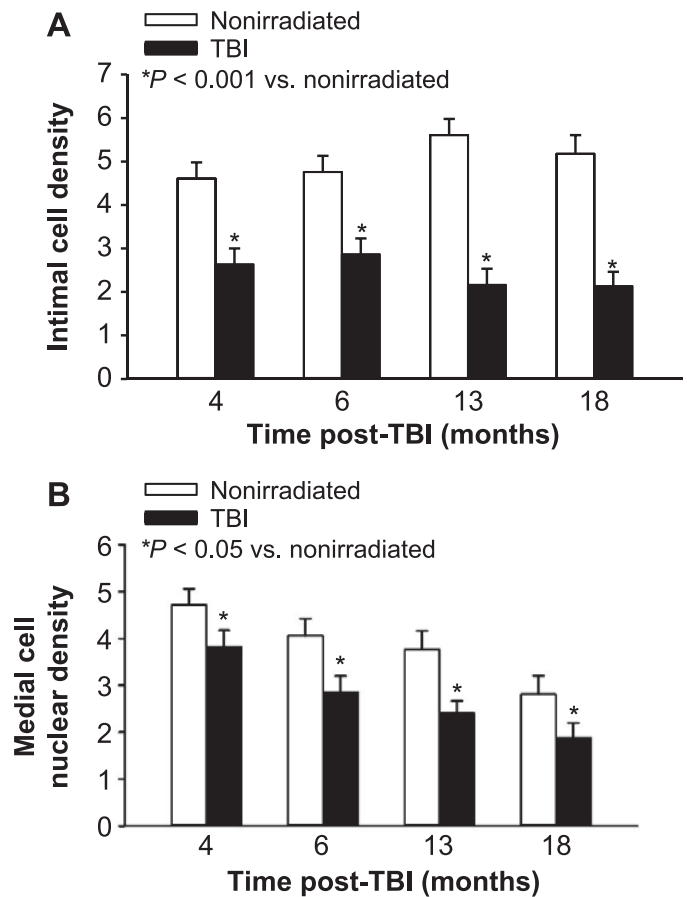 A
Nonirradiated
TBI
*P < 0.001 vs. nonirradiated
Intimal cell density
7
6
5
4
3
2
1
0
* * * *
4 6 13 18
Time post-TBI (months)
B
Nonirradiated
TBI
*P < 0.05 vs. nonirradiated
Medial cell
nuclear density
6
5
4
3
2
1
0
* * * *
4 6 13 18
Time post-TBI (months)